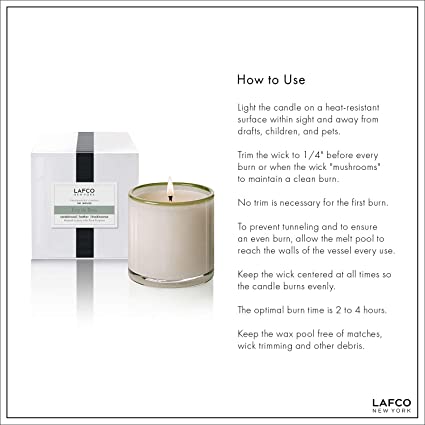 How to Use
Light the candle on a heat-resistant
surface within sight and away from
drafts, children, and pets.
Trim the wick to 1/4" before every
burn or when the wick "mushrooms"
to maintain a clean burn.
No trim is necessary for the first burn.
To prevent tunneling and to ensure
an even burn, allow the melt pool to
reach the walls of the vessel every use.
Keep the wick centered at all times so
the candle burns evenly.
The optimal burn time is 2 to 4 hours.
Keep the wax pool free of matches,
wick trimming and other debris.
LAFCO
NEW YORK
LAFCO
NEW YORK